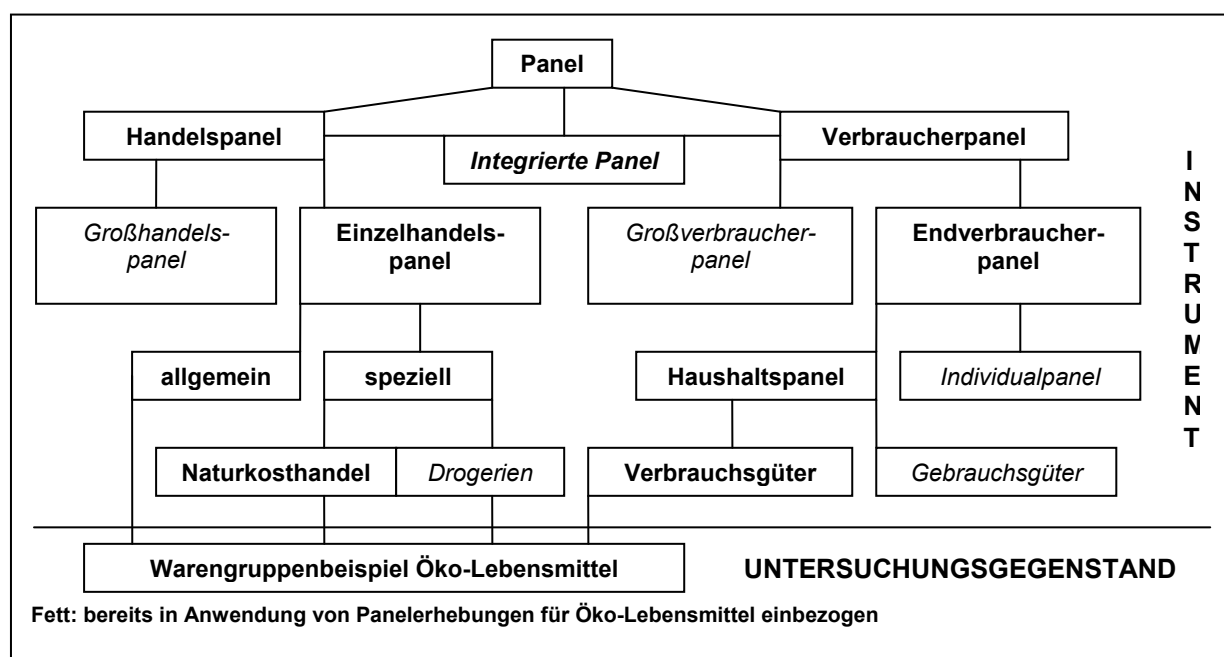 Panel
Handelspanel
Integrierte Panel
Verbraucherpanel
Großhandels-
panel
Einzelhandels-
panel
Großverbraucher-
panel
Endverbraucher-
panel
allgemein
speziell
Haushaltspanel
Individualpanel
Naturkosthandel
Drogerien
Verbrauchsgüter
Gebrauchsgüter
INSTRUMENT
Warengruppenbeispiel Öko-Lebensmittel
UNTERSUCHUNGSGEGENSTAND
Fett: bereits in Anwendung von Panelerhebungen für Öko-Lebensmittel einbezogen